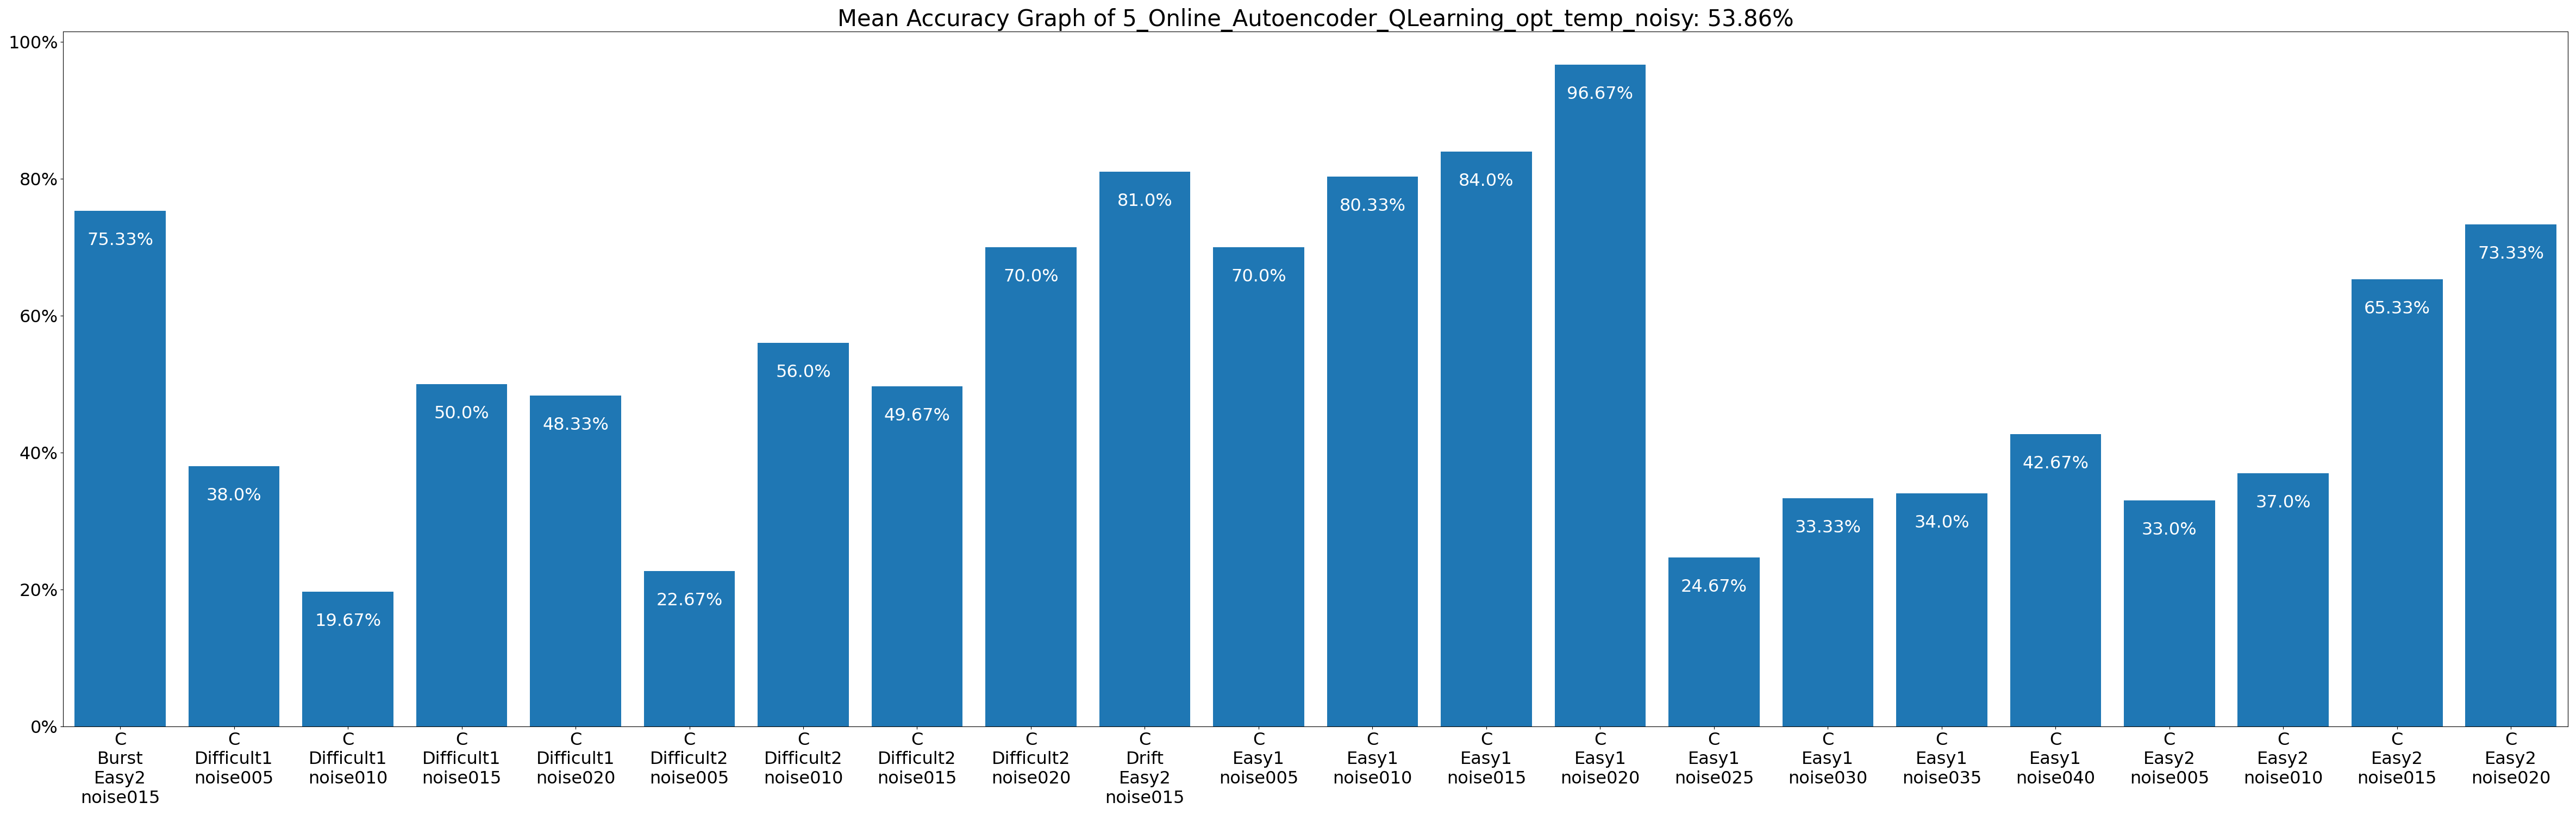 Mean Accuracy Graph of 5_Online_Autoencoder_QLearning_opt_temp_noisy: 53.86%
100%
80%
60%
40%
20%
0%
75.33%
38.0%
19.67%
50.0%
48.33%
22.67%
56.0%
49.67%
70.0%
81.0%
70.0%
80.33%
84.0%
96.67%
24.67%
33.33%
34.0%
42.67%
33.0%
37.0%
65.33%
73.33%
C
Burst
Easy2
noise015
C
Difficult1
noise005
C
Difficult1
noise010
C
Difficult1
noise015
C
Difficult1
noise020
C
Difficult2
noise005
C
Difficult2
noise010
C
Difficult2
noise015
C
Difficult2
noise020
C
Drift
Easy2
noise015
C
Easy1
noise005
C
Easy1
noise010
C
Easy1
noise015
C
Easy1
noise020
C
Easy1
noise025
C
Easy1
noise030
C
Easy1
noise035
C
Easy1
noise040
C
Easy2
noise005
C
Easy2
noise010
C
Easy2
noise015
C
Easy2
noise020